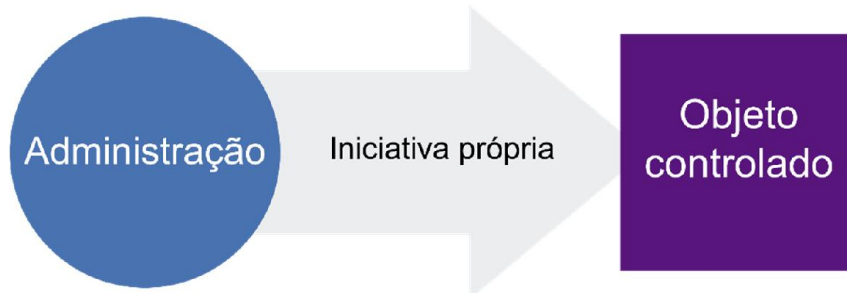 Administração
Iniciativa própria
Objeto
controlado